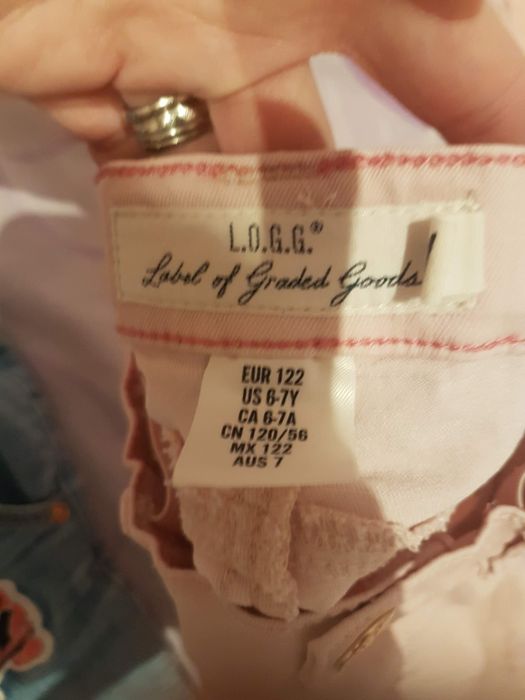 L.O.G.G.®
Label of Graded Goods
EUR 122
US 6-7Y
CA 6-7A
CN 120/56
MX 122
AUS 7